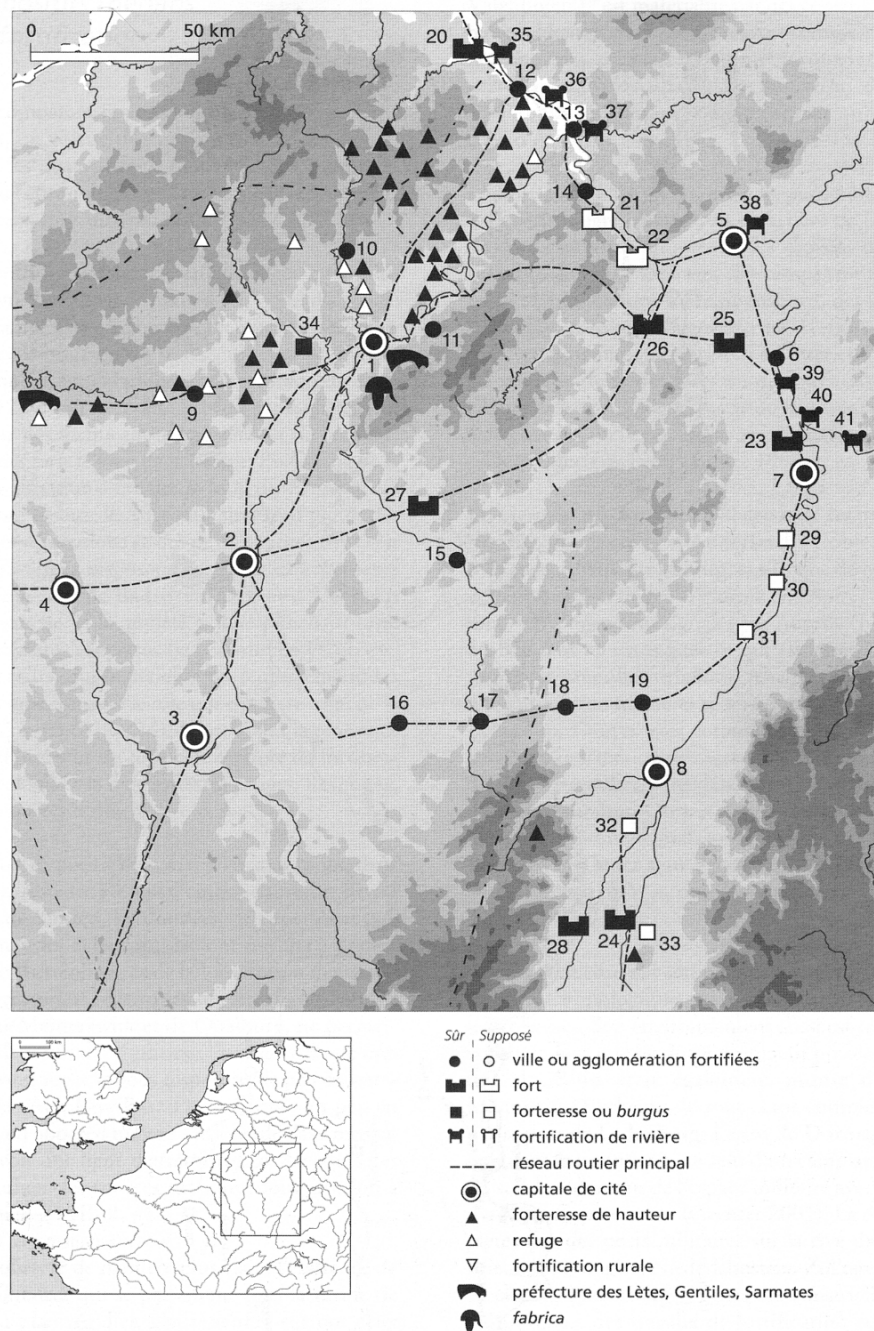 0 50 km
20
35
12
36
13
37
14
21
38
5
22
10
34
1
11
26
25
6
39
9
40
41
23
7
27
2
29
15
4
30
31
3
16
17
18
19
8
32
28
24
33
0 100 km
Sûr Supposé
ville ou agglomération fortifiées
fort
forteresse ou burgus
fortification de rivière
réseau routier principal
capitale de cité
forteresse de hauteur
refuge
fortification rurale
préfecture des Lètes, Gentiles, Sarmates
fabrica